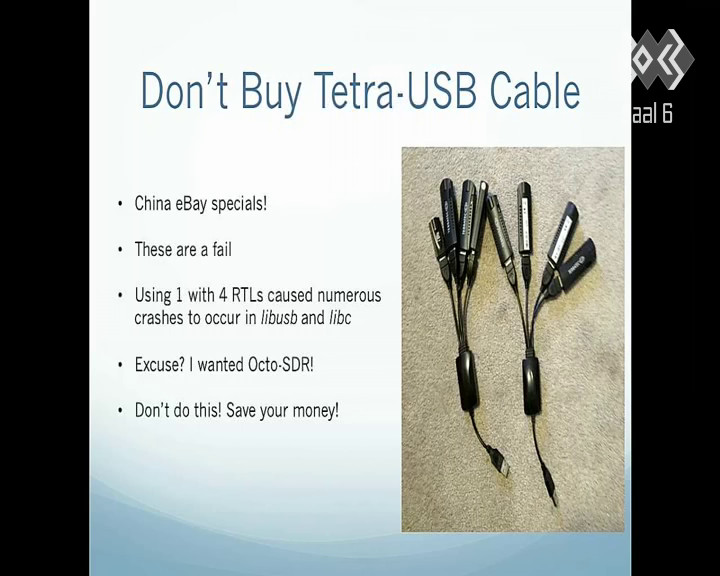 Don't Buy Tetra-USB Cable
aal 6
• China eBay specials!
• These are a fail
• Using 1 with 4 RTLs caused numerous
crashes to occur in libusb and libc
• Excuse? I wanted Octo-SDR!
• Don't do this! Save your money!